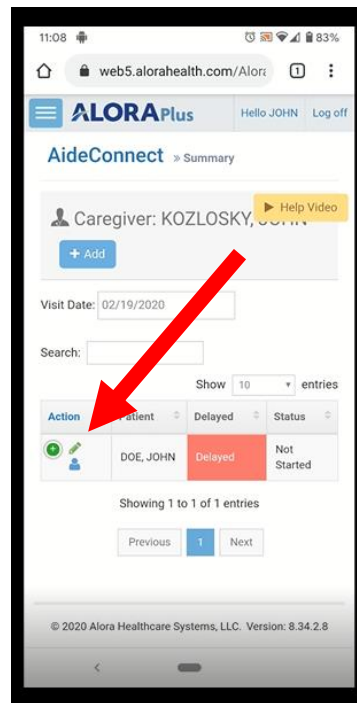 11:08 83%
web5.alorahealth.com/Alora 1
ALORAPlus Hello JOHN Log off
AideConnect » Summary
Help Video
Caregiver: KOZLOSKY,
+ Add
Visit Date: 02/19/2020
Search:
Show 10 entries
Action Patient Delayed Status
DOE, JOHN Delayed Not
Started
Showing 1 to 1 of 1 entries
Previous 1 Next
© 2020 Alora Healthcare Systems, LLC. Version: 8.34.2.8